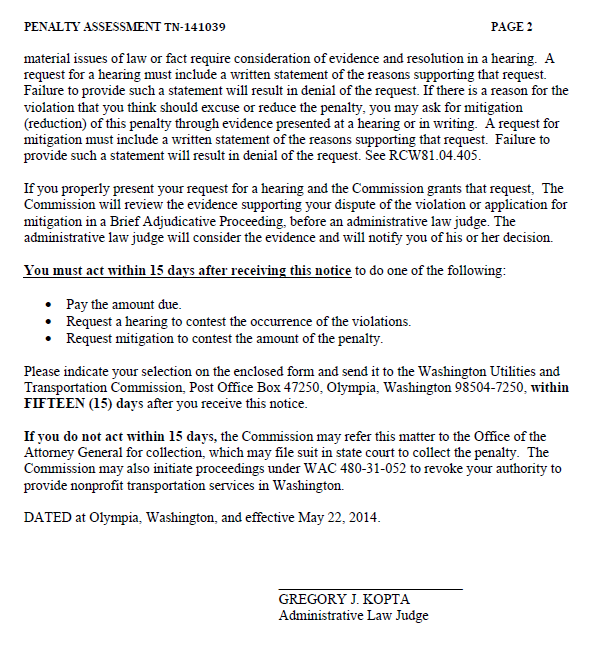 PENALTY ASSESSMENT TN-141039 PAGE 2
material issues of law or fact require consideration of evidence and resolution in a hearing. A
request for a hearing must include a written statement of the reasons supporting that request.
Failure to provide such a statement will result in denial of the request. If there is a reason for the
violation that you think should excuse or reduce the penalty, you may ask for mitigation
(reduction) of this penalty through evidence presented at a hearing or in writing. A request for
mitigation must include a written statement of the reasons supporting that request. Failure to
provide such a statement will result in denial of the request. See RCW81.04.405.
If you properly present your request for a hearing and the Commission grants that request, The
Commission will review the evidence supporting your dispute of the violation or application for
mitigation in a Brief Adjudicative Proceeding, before an administrative law judge. The
administrative law judge will consider the evidence and will notify you of his or her decision.
You must act within 15 days after receiving this notice to do one of the following:
• Pay the amount due.
• Request a hearing to contest the occurrence of the violations.
• Request mitigation to contest the amount of the penalty.
Please indicate your selection on the enclosed form and send it to the Washington Utilities and
Transportation Commission, Post Office Box 47250, Olympia, Washington 98504-7250, within
FIFTEEN (15) days after you receive this notice.
If you do not act within 15 days, the Commission may refer this matter to the Office of the
Attorney General for collection, which may file suit in state court to collect the penalty. The
Commission may also initiate proceedings under WAC 480-31-052 to revoke your authority to
provide nonprofit transportation services in Washington.
DATED at Olympia, Washington, and effective May 22, 2014.
GREGORY J. KOPTA
Administrative Law Judge